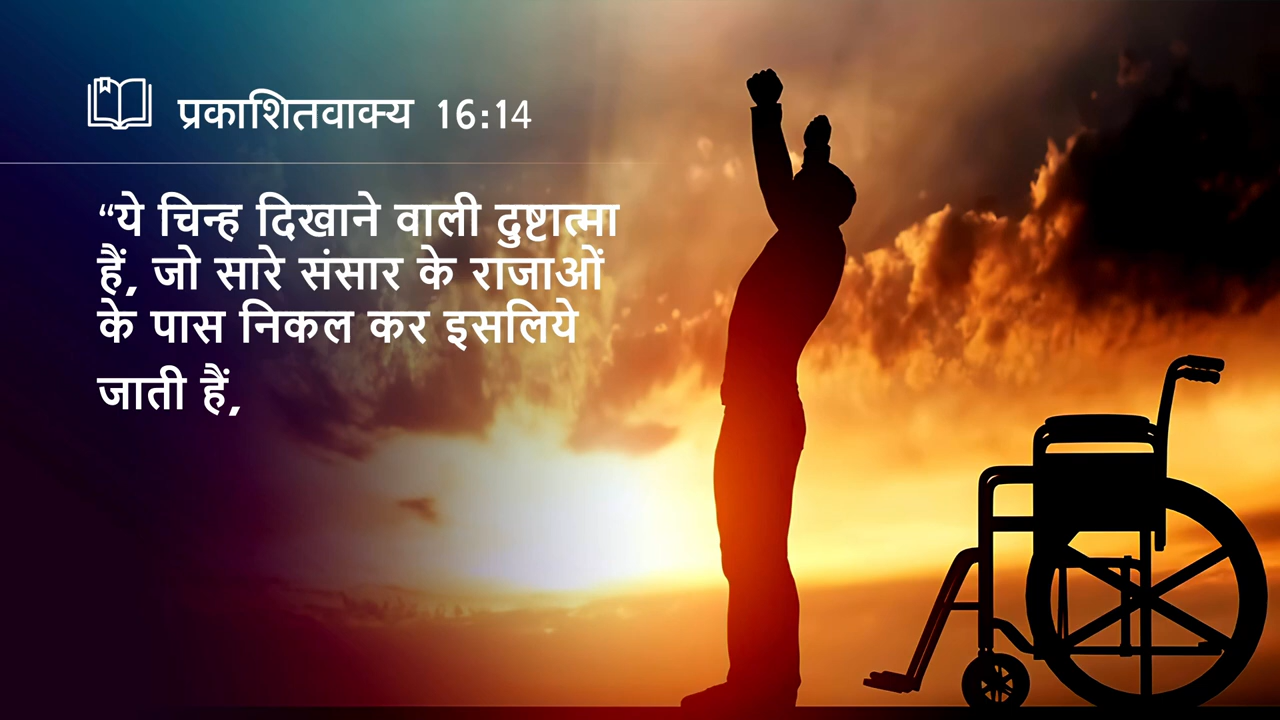 प्रकाशितवाक्य 16:14
“ये चिन्ह दिखाने वाली दुष्टात्मा
हैं, जो सारे संसार के राजाओं
के पास निकल कर इसलिये
जाती हैं,